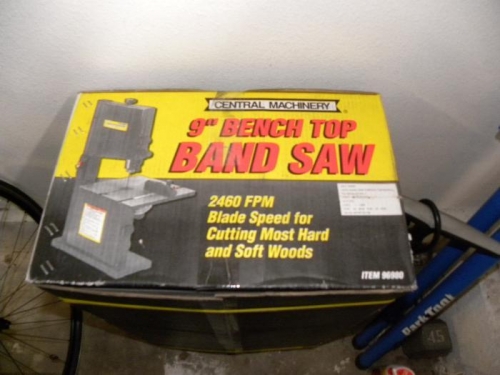 CENTRAL MACHINERY
9" BENCH TOP
BAND SAW
2460 FPM
Blade Speed for
Cutting Most Hard
and Soft Woods
ITEM 96980
Park Tool
45